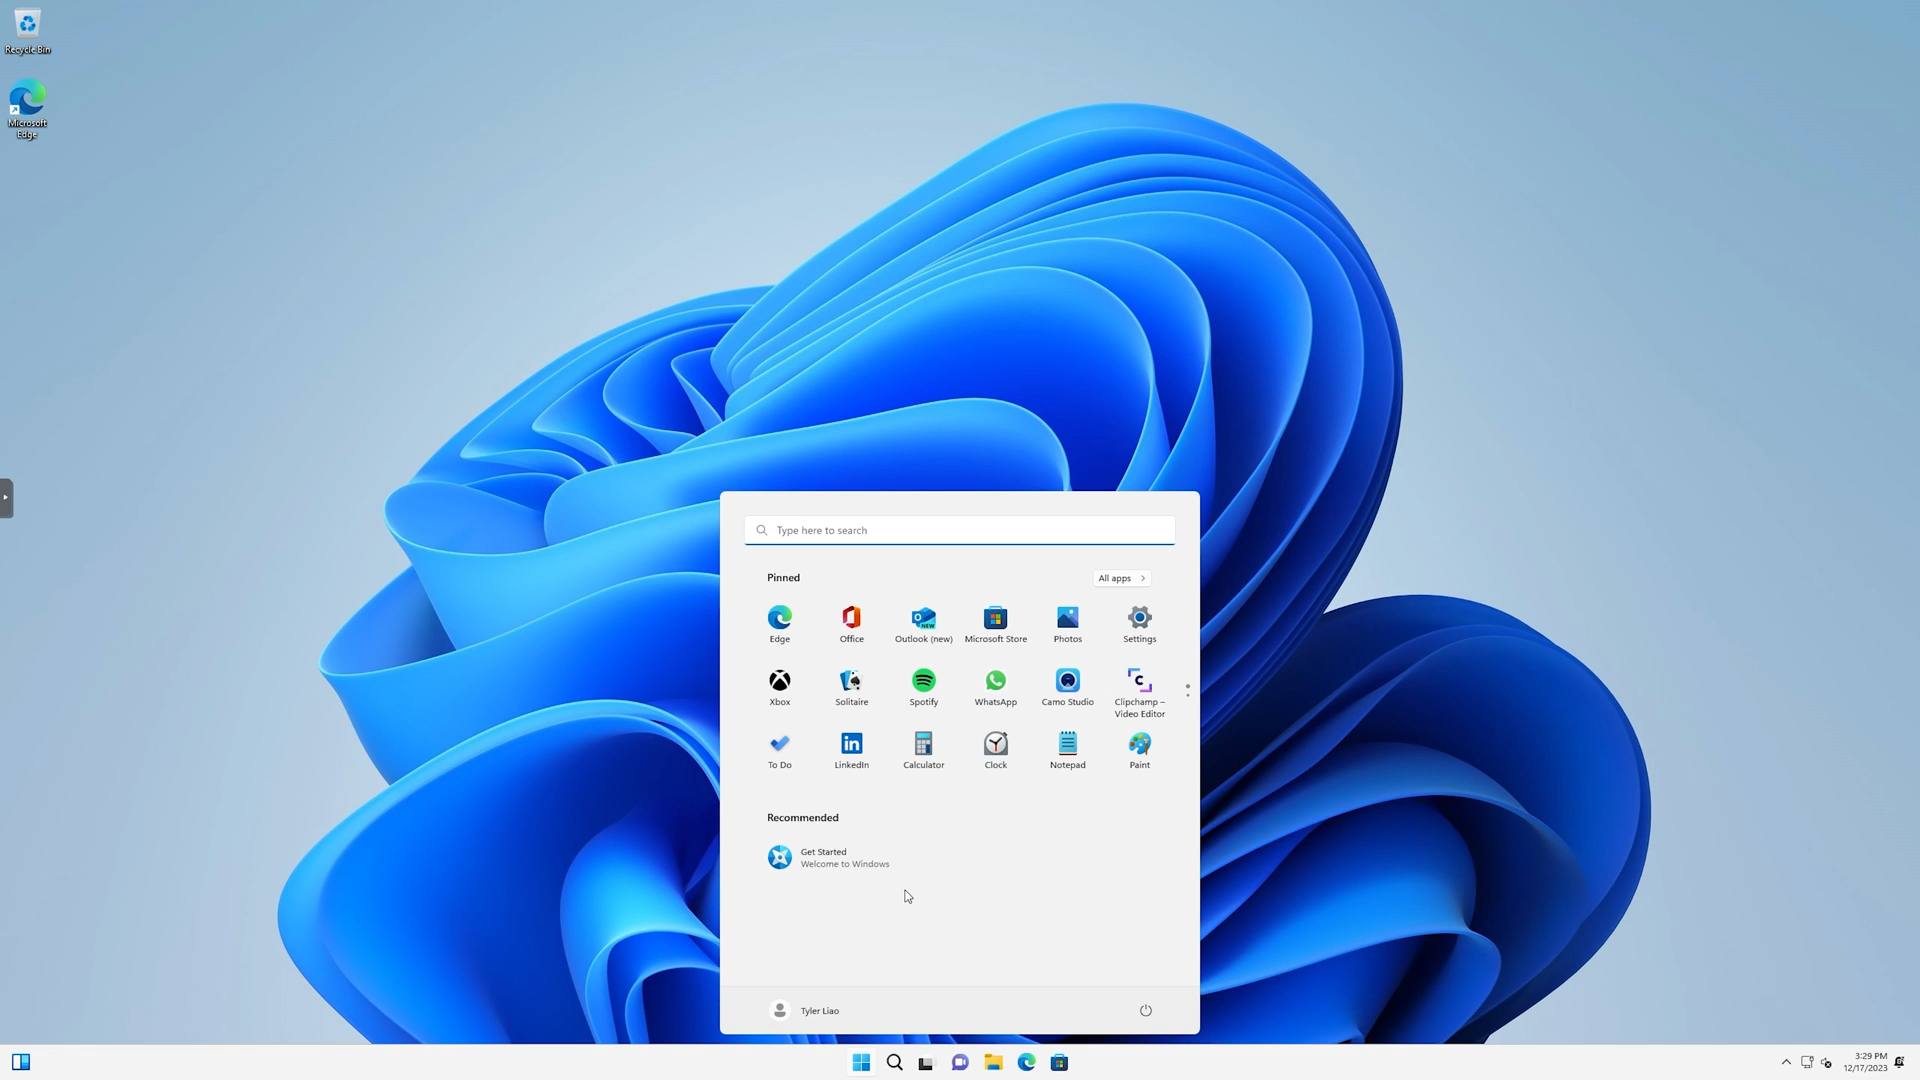 Recycle Bin
Microsoft
Edge
Type here to search
Pinned
All apps
Edge
Office
Outlook (new)
Microsoft Store
Photos
Settings
Xbox
Solitaire
Spotify
WhatsApp
Camo Studio
Clipchamp –
Video Editor
To Do
LinkedIn
Calculator
Clock
Notepad
Paint
Recommended
Get Started
Welcome to Windows
Tyler Liao
3:29 PM
12/17/2023